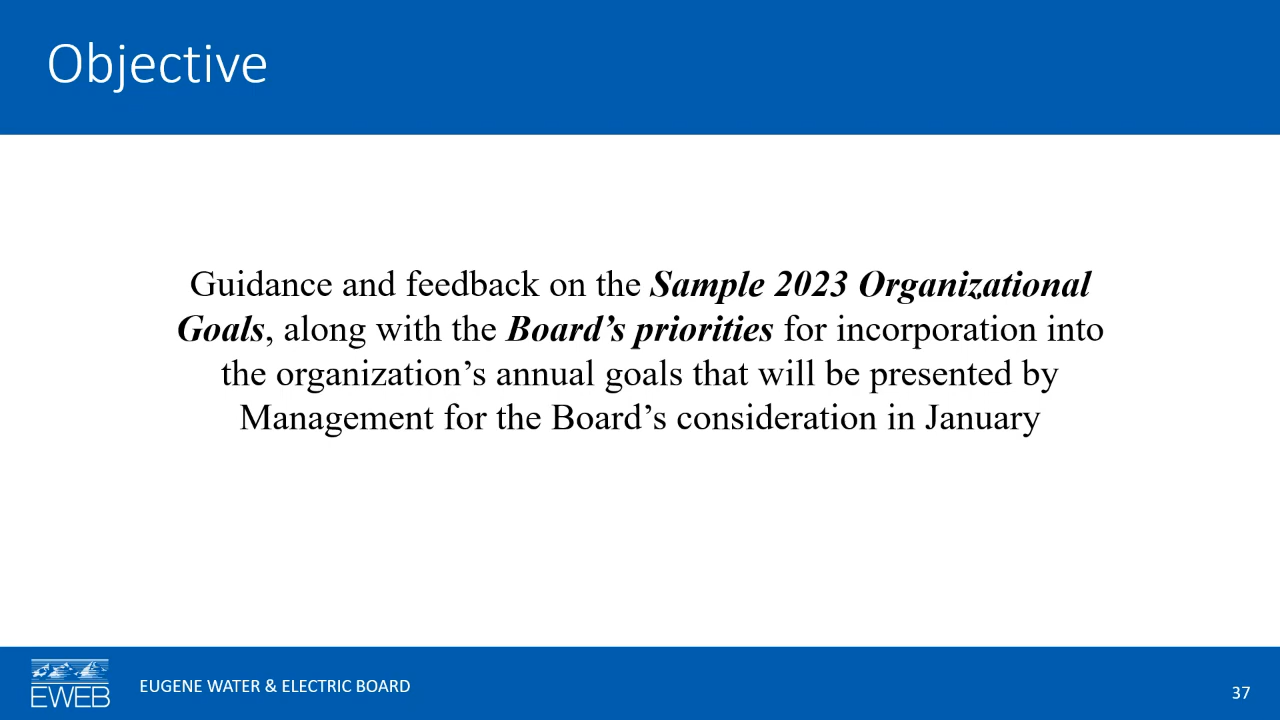 Objective
Guidance and feedback on the Sample 2023 Organizational
Goals, along with the Board’s priorities for incorporation into
the organization’s annual goals that will be presented by
Management for the Board’s consideration in January
EWEB
EUGENE WATER & ELECTRIC BOARD
37